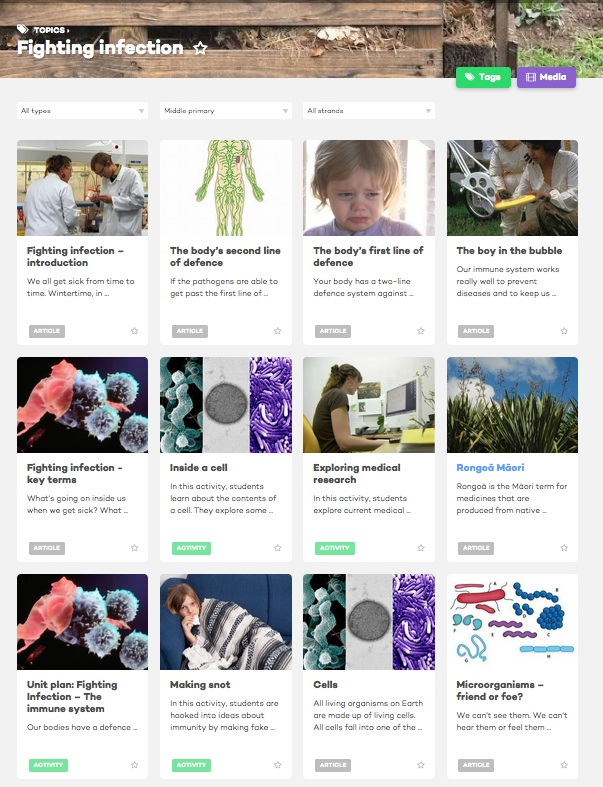 TOPICS ›
Fighting infection
Tags
Media
All types
Middle primary
All strands
Fighting infection –
introduction
We all get sick from time to
time. Wintertime, in ...
ARTICLE
The body's second line
of defence
If the pathogens are able to
get past the first line of ...
ARTICLE
The body's first line of
defence
Your body has a two-line
defence system against ...
ARTICLE
The boy in the bubble
Our immune system works
really well to prevent
diseases and to keep us ...
ARTICLE
Fighting infection -
key terms
What's going on inside us
when we get sick? What ...
ARTICLE
Inside a cell
In this activity, students
learn about the contents of
a cell. They explore some ...
ACTIVITY
Exploring medical
research
In this activity, students
explore current medical ...
ACTIVITY
Rongoā Māori
Rongoā is the Māori term for
medicines that are
produced from native ...
ARTICLE
Unit plan: Fighting
Infection – The
immune system
Our bodies have a defence ...
ACTIVITY
Making snot
In this activity, students are
hooked into ideas about
immunity by making fake ...
ACTIVITY
Cells
All living organisms on Earth
are made up of living cells.
All cells fall into one of the ...
ARTICLE
A
B
D
F
E
C
G
H
Microorganisms –
friend or foe?
We can't see them. We can't
hear them or feel them ...
ARTICLE